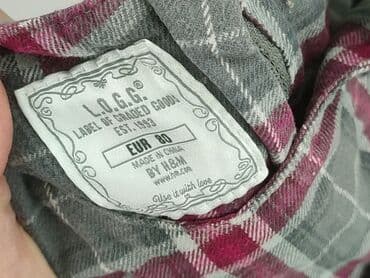 L.O.G.G.®
LABEL OF GRADED GOODS
EST. 1993
EUR 80
MADE IN CHINA
BY H&M
www.hm.com
Use it with love